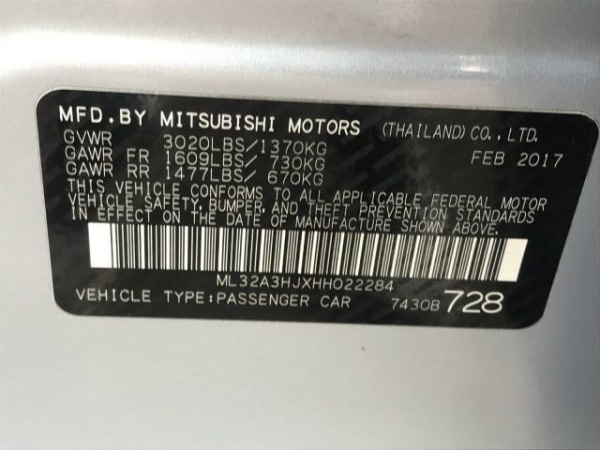 MFD.BY MITSUBISHI MOTORS (THAILAND) CO., LTD.
GVWR 3020LBS/1370KG FEB 2017
GAWR FR 1609LBS/ 730KG
GAWR RR 1477LBS/ 670KG
THIS VEHICLE CONFORMS TO ALL APPLICABLE FEDERAL MOTOR
VEHICLE SAFETY, BUMPER, AND THEFT PREVENTION STANDARDS
IN EFFECT ON THE DATE OF MANUFACTURE SHOWN ABOVE.
ML32A3HJXHH022284
VEHICLE TYPE:PASSENGER CAR 7430B 728